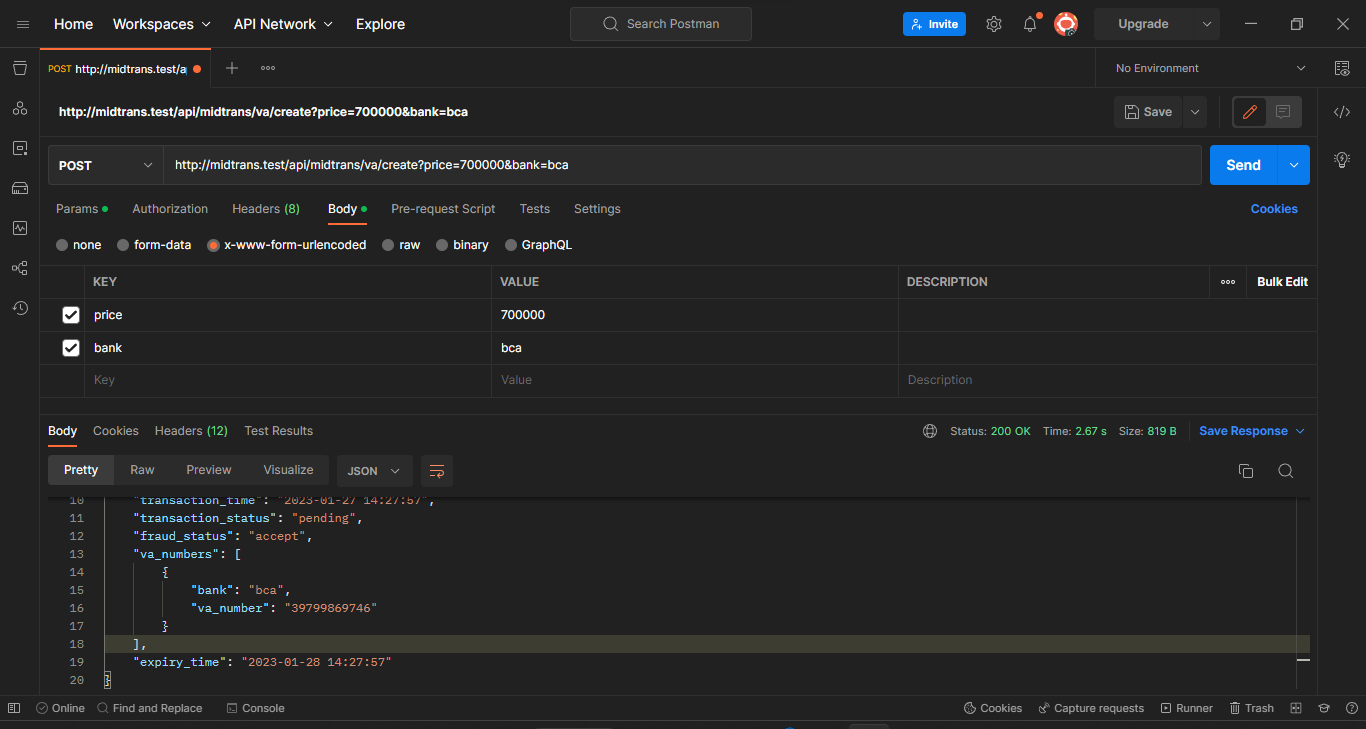 Home Workspaces API Network Explore Search Postman Invite Upgrade
POST http://midtrans.test/a No Environment
http://midtrans.test/api/midtrans/va/create?price=700000&bank=bca Save
POST http://midtrans.test/api/midtrans/va/create?price=700000&bank=bca Send
Params Authorization Headers (8) Body Pre-request Script Tests Settings Cookies
none form-data x-www-form-urlencoded raw binary GraphQL
KEY VALUE DESCRIPTION Bulk Edit
price 700000
bank bca
Key Value Description
Body Cookies Headers (12) Test Results Status: 200 OK Time: 2.67 s Size: 819 B Save Response
Pretty Raw Preview Visualize JSON
10 "transaction_time": "2023-01-27 14:27:57",
11 "transaction_status": "pending",
12 "fraud_status": "accept",
13 "va_numbers": [
14 {
15 "bank": "bca",
16 "va_number": "39799869746"
17 }
18 ],
19 "expiry_time": "2023-01-28 14:27:57"
20 }
Online Find and Replace Console Cookies Capture requests Runner Trash